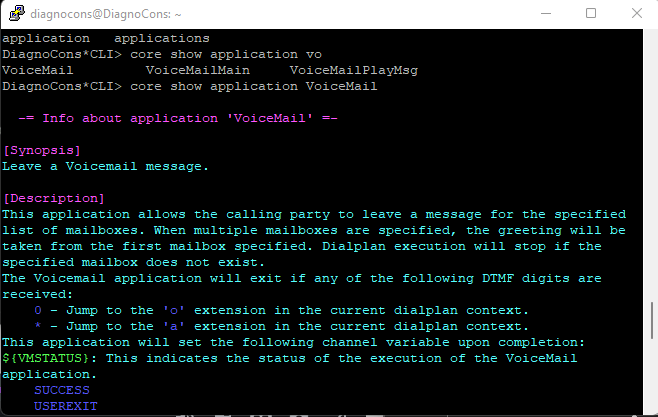 diagnocons@DiagnoCons: ~
application   applications
DiagnoCons*CLI> core show application vo
VoiceMail         VoiceMailMain     VoiceMailPlayMsg
DiagnoCons*CLI> core show application VoiceMail
  -= Info about application 'VoiceMail' =-
[Synopsis]
Leave a Voicemail message.
[Description]
This application allows the calling party to leave a message for the specified
list of mailboxes. When multiple mailboxes are specified, the greeting will be
taken from the first mailbox specified. Dialplan execution will stop if the
specified mailbox does not exist.
The Voicemail application will exit if any of the following DTMF digits are
received:
    0 - Jump to the 'o' extension in the current dialplan context.
    * - Jump to the 'a' extension in the current dialplan context.
This application will set the following channel variable upon completion:
${VMSTATUS}: This indicates the status of the execution of the VoiceMail
application.
    SUCCESS
    USEREXIT